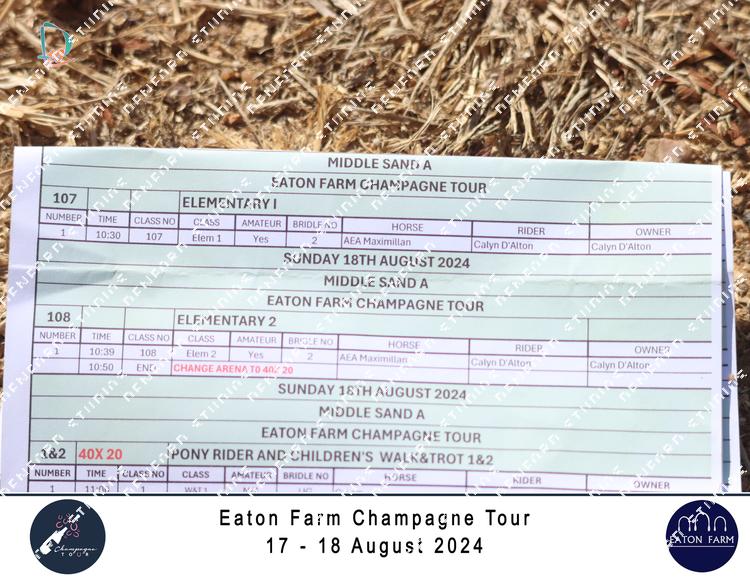 MIDDLE SAND A
EATON FARM CHAMPAGNE TOUR
107 ELEMENTARY I
NUMBER TIME CLASS NO CLASS AMATEUR BRIDLE NO HORSE RIDER OWNER
1 10:30 107 Elem 1 Yes 2 AEA Maximillan Calyn D'Alton Calyn D'Alton
SUNDAY 18TH AUGUST 2024
MIDDLE SAND A
EATON FARM CHAMPAGNE TOUR
108 ELEMENTARY 2
NUMBER TIME CLASS NO CLASS AMATEUR BRIDLE NO HORSE RIDER OWNER
1 10:39 108 Elem 2 Yes 2 AEA Maximillan Calyn D'Alton Calyn D'Alton
10:50 END CHANGE ARENA TO 40X 20
SUNDAY 18TH AUGUST 2024
MIDDLE SAND A
EATON FARM CHAMPAGNE TOUR
1&2 40X 20 PONY RIDER AND CHILDREN'S WALK&TROT 1&2
NUMBER TIME CLASS NO CLASS AMATEUR BRIDLE NO HORSE RIDER OWNER
1 1
Eaton Farm Champagne Tour
17 - 18 August 2024
Champagne
TOUR
EATON FARM